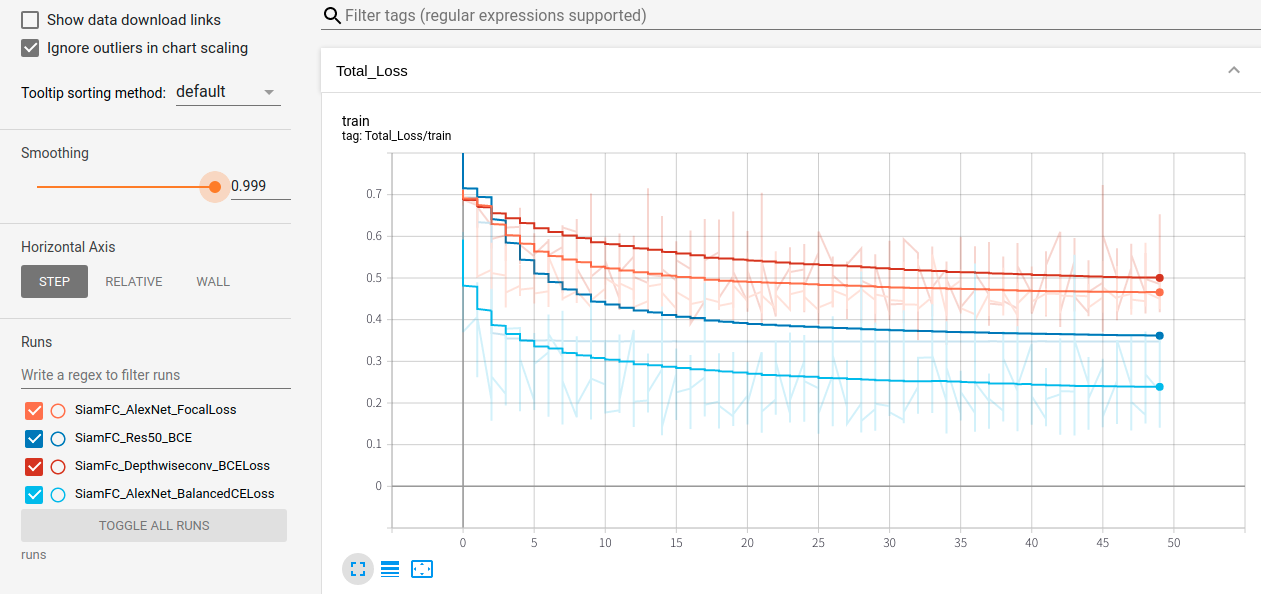 Show data download links
Ignore outliers in chart scaling
Tooltip sorting method: default
Smoothing
0.999
Horizontal Axis
STEP RELATIVE WALL
Runs
Write a regex to filter runs
SiamFC_AlexNet_FocalLoss
SiamFC_Res50_BCE
SiamFc_Depthwiseconv_BCELoss
SiamFC_AlexNet_BalancedCELoss
TOGGLE ALL RUNS
runs
Filter tags (regular expressions supported)
Total_Loss
train
tag: Total_Loss/train
0.7
0.6
0.5
0.4
0.3
0.2
0.1
0
0 5 10 15 20 25 30 35 40 45 50